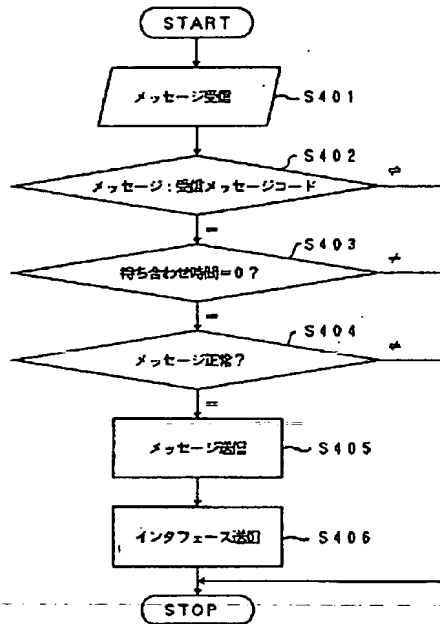 START
メッセージ受信
S401
S402
メッセージ:受信メッセージコード
≠
=
S403
待ち合わせ時間=0?
≠
=
S404
メッセージ正常?
≠
=
メッセージ送信
S405
インタフェース送信
S406
STOP